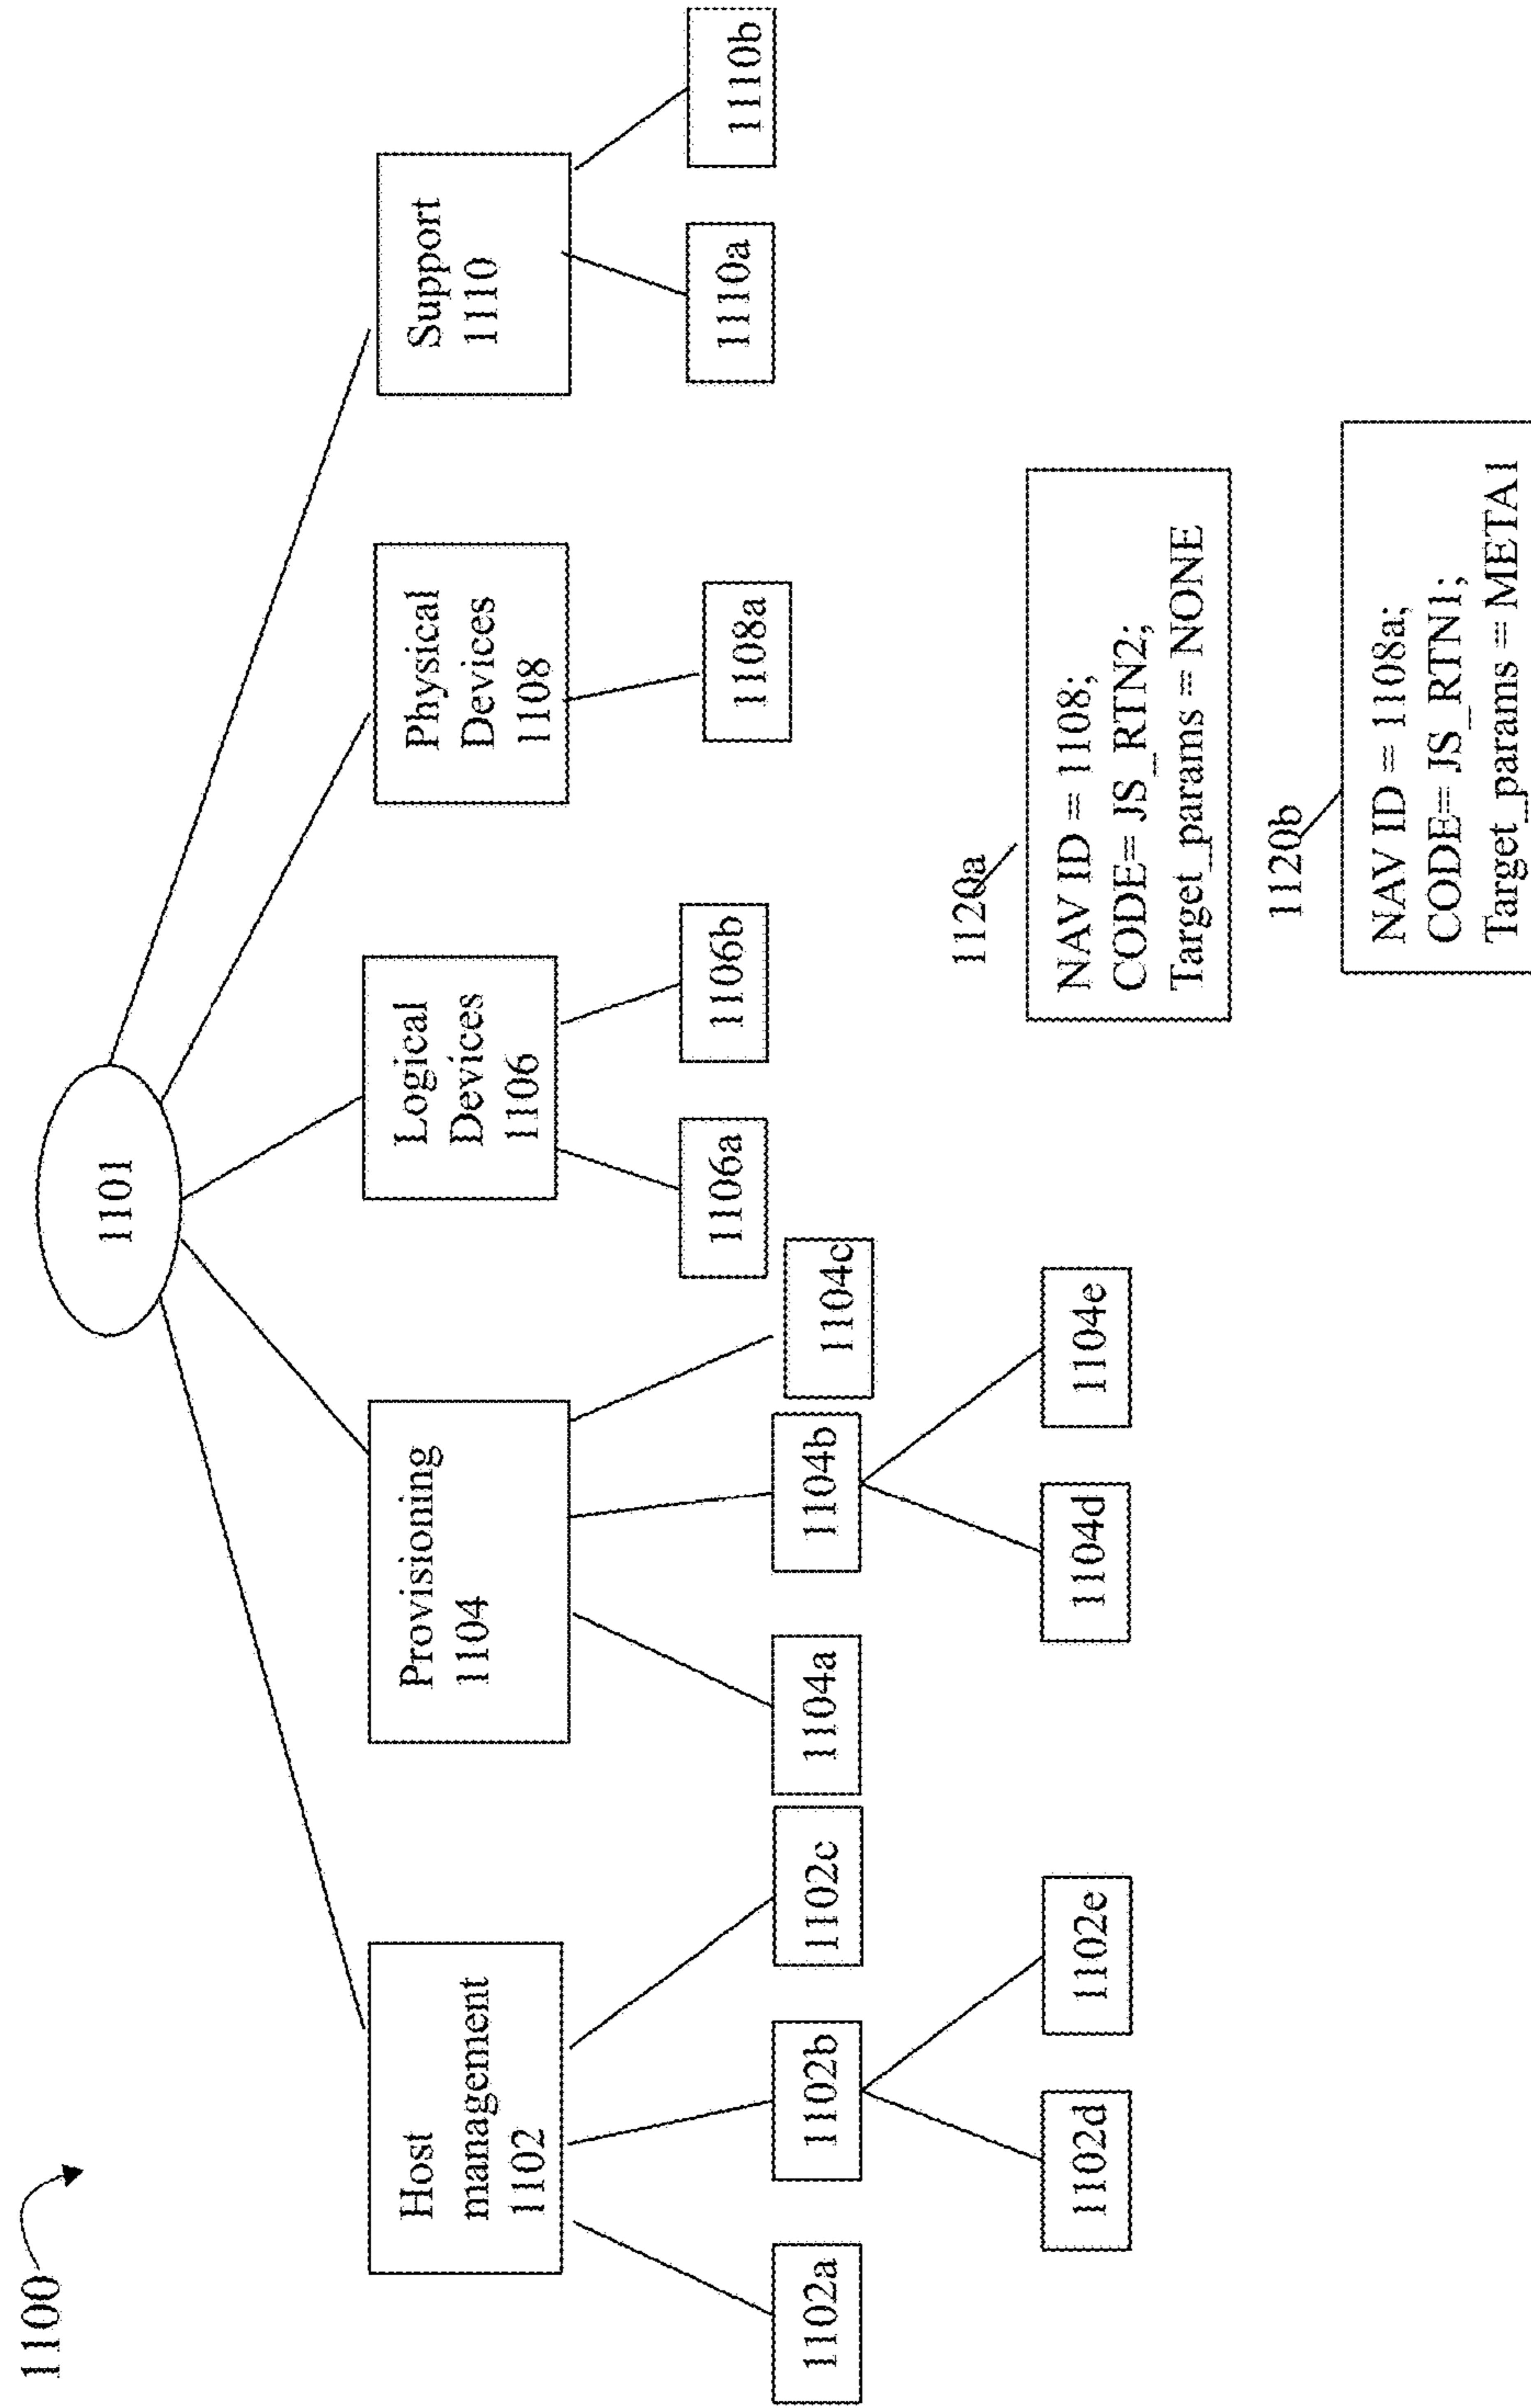 1100
1101
Host
management
1102
Provisioning
1104
Logical
Devices
1106
Physical
Devices
1108
Support
1110
1102a
1102b
1102c
1104a
1104b
1104c
1106a
1106b
1108a
1110a
1110b
1102d
1102e
1104d
1104e
1120a
NAV ID = 1108;
CODE= JS_RTN2;
Target_params = NONE
1120b
NAV ID = 1108a;
CODE= JS_RTN1;
Target_params = META1